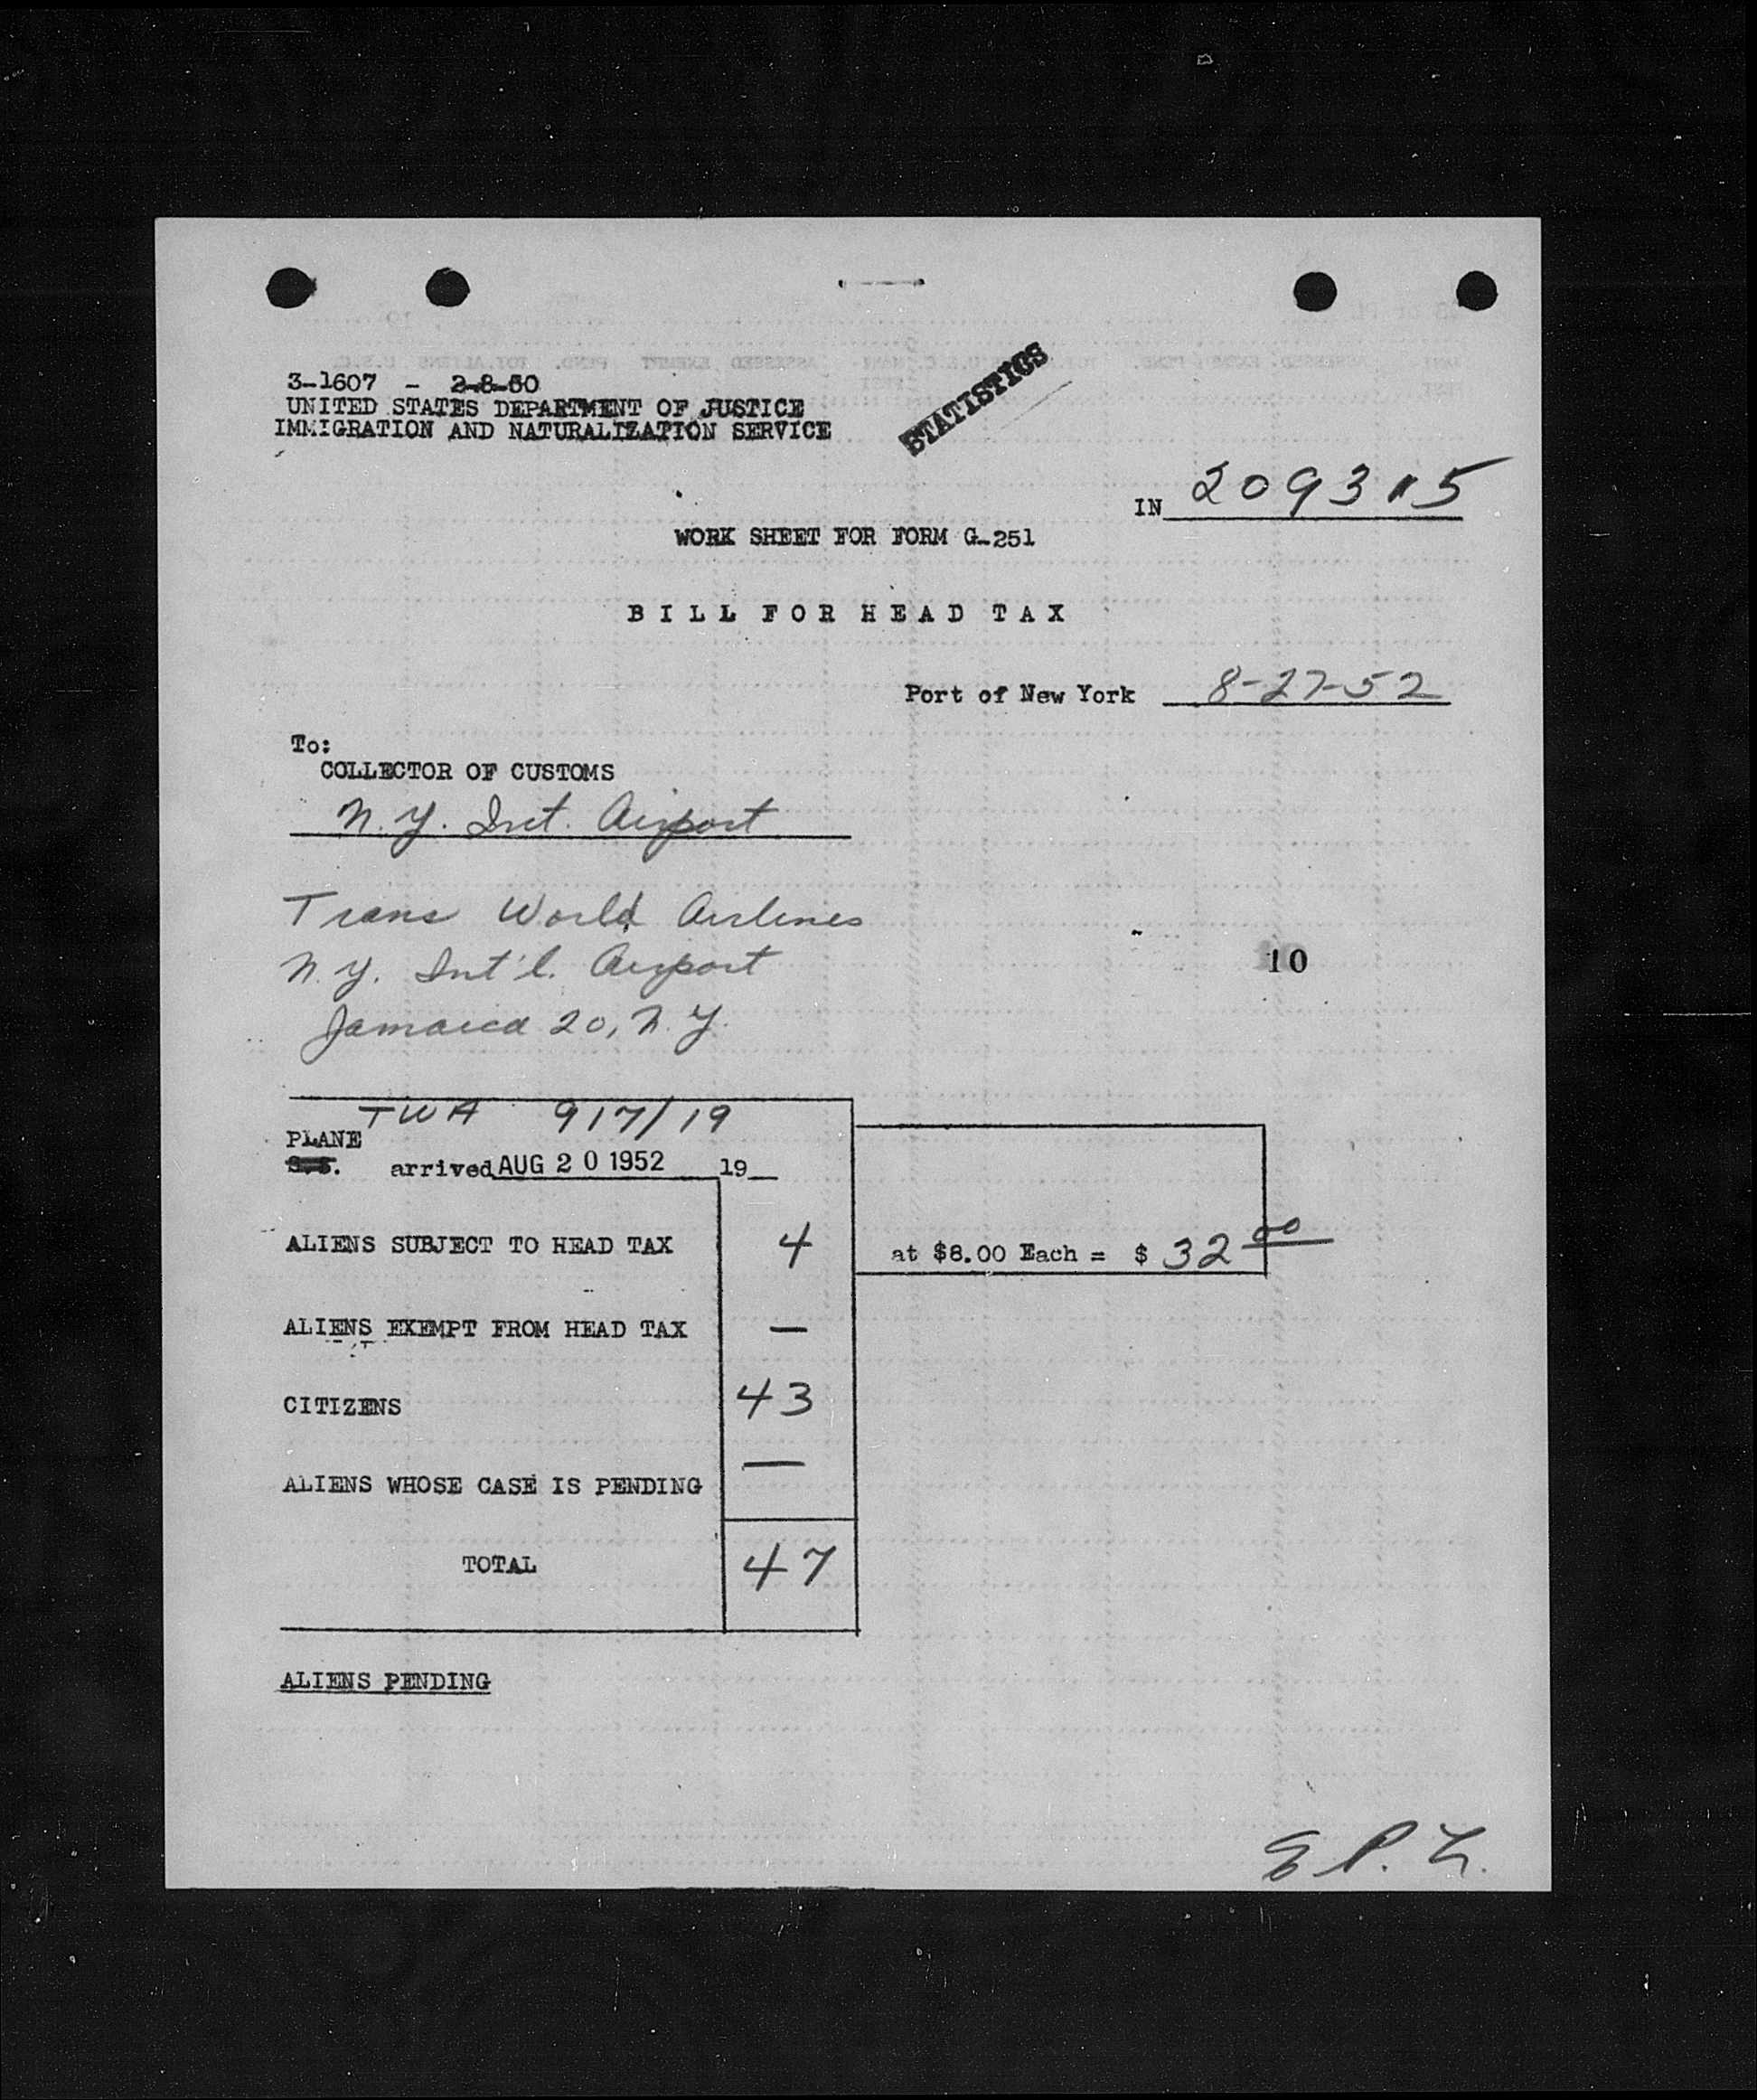 3-1607 - 2-8-50
UNITED STATES DEPARTMENT OF JUSTICE
IMMIGRATION AND NATURALIZATION SERVICE
STATISTICS
IN 2093 5
WORK SHEET FOR FORM G-251
BILL FOR HEAD TAX
Port of New York 8-27-52
To:
COLLECTOR OF CUSTOMS
N.Y. Int. Airport
Trans World Airlines
N.Y. Int'l. Airport
10
Jamaica 20, N.Y.
TWA 917/19
PLANE
S.S. arrived AUG 20 1952 19
ALIENS SUBJECT TO HEAD TAX 4 at $8.00 Each = $ 32 00
ALIENS EXEMPT FROM HEAD TAX —
CITIZENS 43
ALIENS WHOSE CASE IS PENDING —
TOTAL 47
ALIENS PENDING